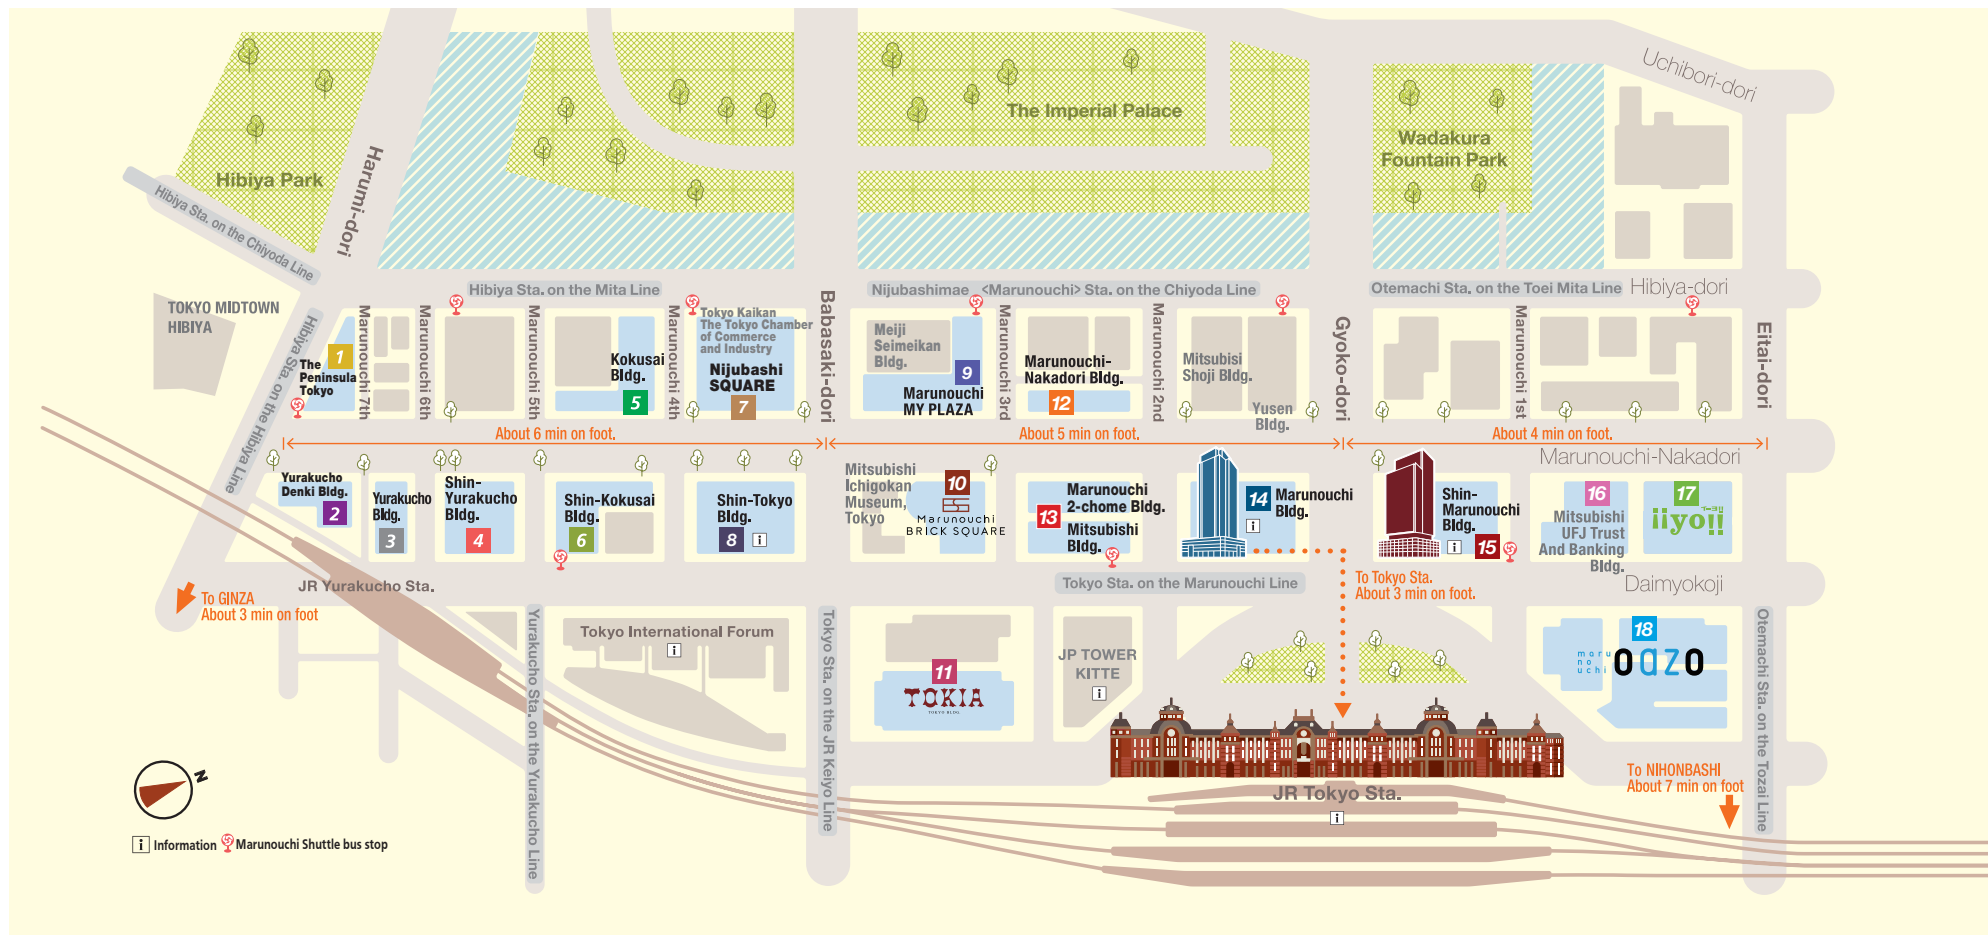 Uchibori-dori
The Imperial Palace
Wadakura
Fountain Park
Hibiya Park
Harumi-dori
Hibiya Sta. on the Chiyoda Line
TOKYO MIDTOWN
HIBIYA
Hibiya Sta. on the Hibiya Line
Hibiya Sta. on the Mita Line
Nijubashimae <Marunouchi> Sta. on the Chiyoda Line
Otemachi Sta. on the Toei Mita Line
Hibiya-dori
1
The
Peninsula
Tokyo
Marunouchi 7th
Marunouchi 6th
Marunouchi 5th
Kokusai
Bldg.
5
Marunouchi 4th
Tokyo Kaikan
The Tokyo Chamber
of Commerce
and Industry
Nijubashi
SQUARE
7
Babasaki-dori
Meiji
Seimeikan
Bldg.
9
Marunouchi
MY PLAZA
Marunouchi 3rd
Marunouchi-
Nakadori Bldg.
12
Marunouchi 2nd
Mitsubisi
Shoji Bldg.
Yusen
Bldg.
Gyoko-dori
Marunouchi 1st
Eitai-dori
About 6 min on foot.
About 5 min on foot.
About 4 min on foot.
Marunouchi-Nakadori
Yurakucho
Denki Bldg.
2
Yurakucho
Bldg.
3
Shin-
Yurakucho
Bldg.
4
Shin-Kokusai
Bldg.
6
Shin-Tokyo
Bldg.
8
i
Mitsubishi
Ichigokan
Museum,
Tokyo
10
Marunouchi
BRICK SQUARE
Marunouchi
2-chome Bldg.
13
Mitsubishi
Bldg.
14
Marunouchi
Bldg.
i
Shin-
Marunouchi
Bldg.
i
15
16
Mitsubishi
UFJ Trust
And Banking
Bldg.
17
iiyo!!
Daimyokoji
JR Yurakucho Sta.
Tokyo Sta. on the Marunouchi Line
To Tokyo Sta.
About 3 min on foot.
To GINZA
About 3 min on foot
Yurakucho Sta. on the Yurakucho Line
Tokyo International Forum
i
Tokyo Sta. on the JR Keiyo Line
11
TOKIA
TOKYO BLDG.
JP TOWER
KITTE
i
18
maru
no
uchi
oazo
Otemachi Sta. on the Tozai Line
To NIHONBASHI
About 7 min on foot
JR Tokyo Sta.
i
N
i Information
Marunouchi Shuttle bus stop